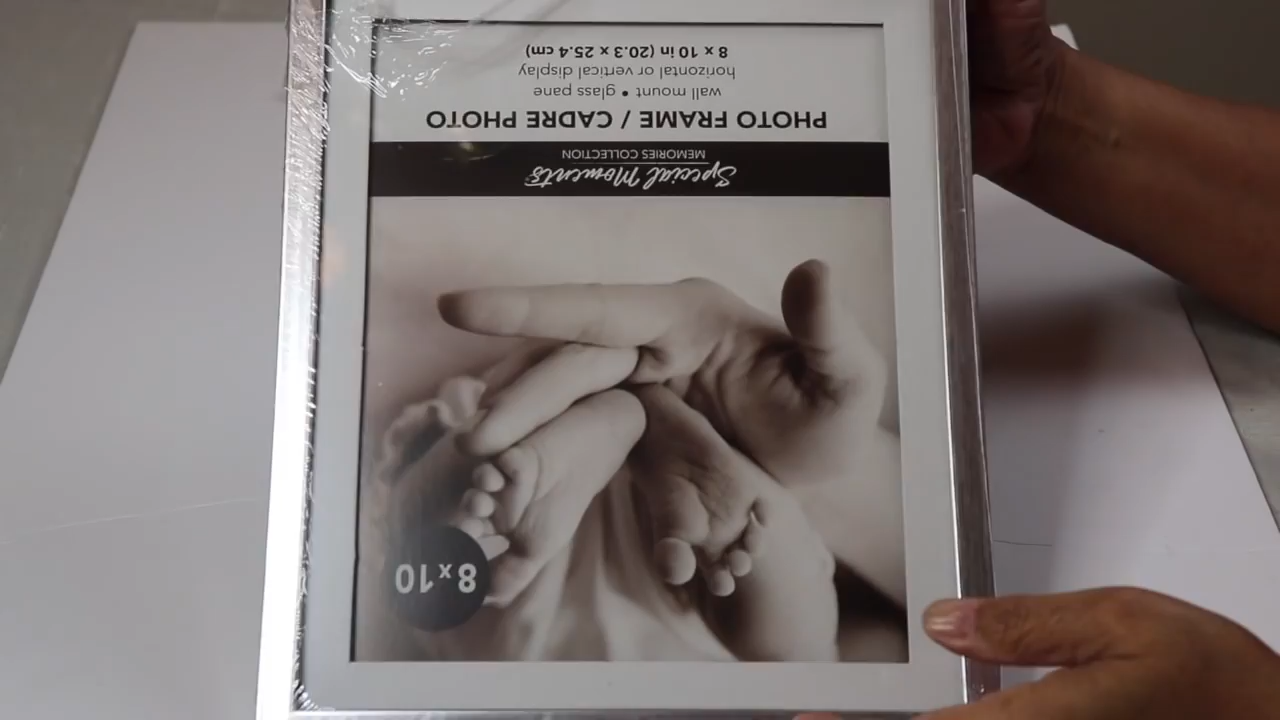 8x10
Special Moments®
MEMORIES COLLECTION
PHOTO FRAME / CADRE PHOTO
wall mount • glass pane
horizontal or vertical display
8 x 10 in (20.3 x 25.4 cm)